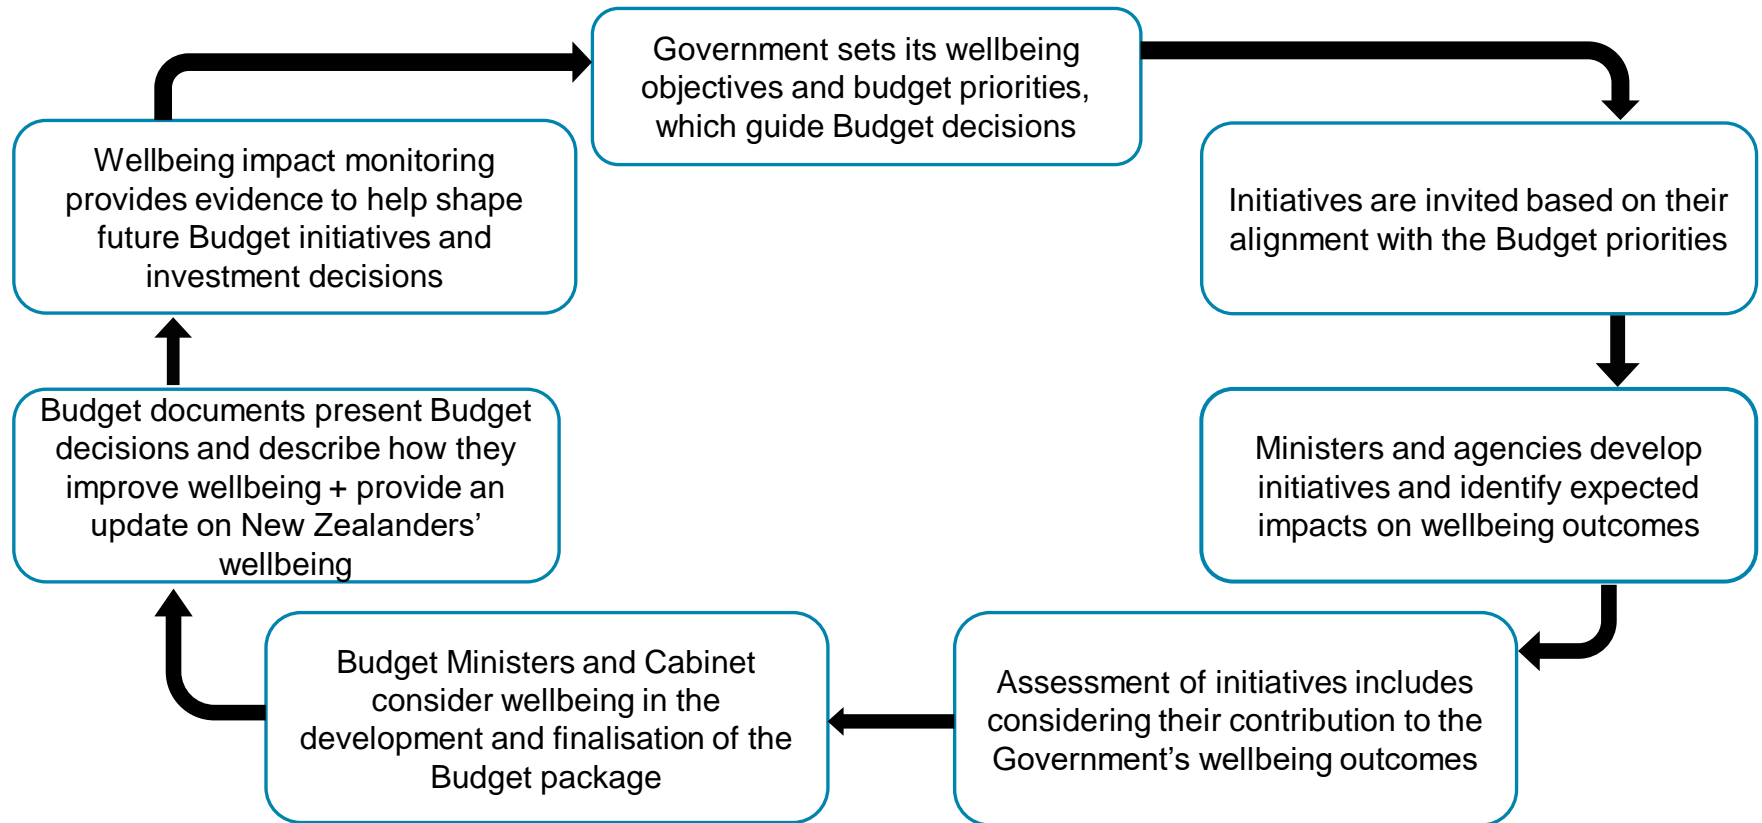 Government sets its wellbeing
objectives and budget priorities,
which guide Budget decisions
Initiatives are invited based on their
alignment with the Budget priorities
Ministers and agencies develop
initiatives and identify expected
impacts on wellbeing outcomes
Assessment of initiatives includes
considering their contribution to the
Government’s wellbeing outcomes
Budget Ministers and Cabinet
consider wellbeing in the
development and finalisation of the
Budget package
Budget documents present Budget
decisions and describe how they
improve wellbeing + provide an
update on New Zealanders’
wellbeing
Wellbeing impact monitoring
provides evidence to help shape
future Budget initiatives and
investment decisions